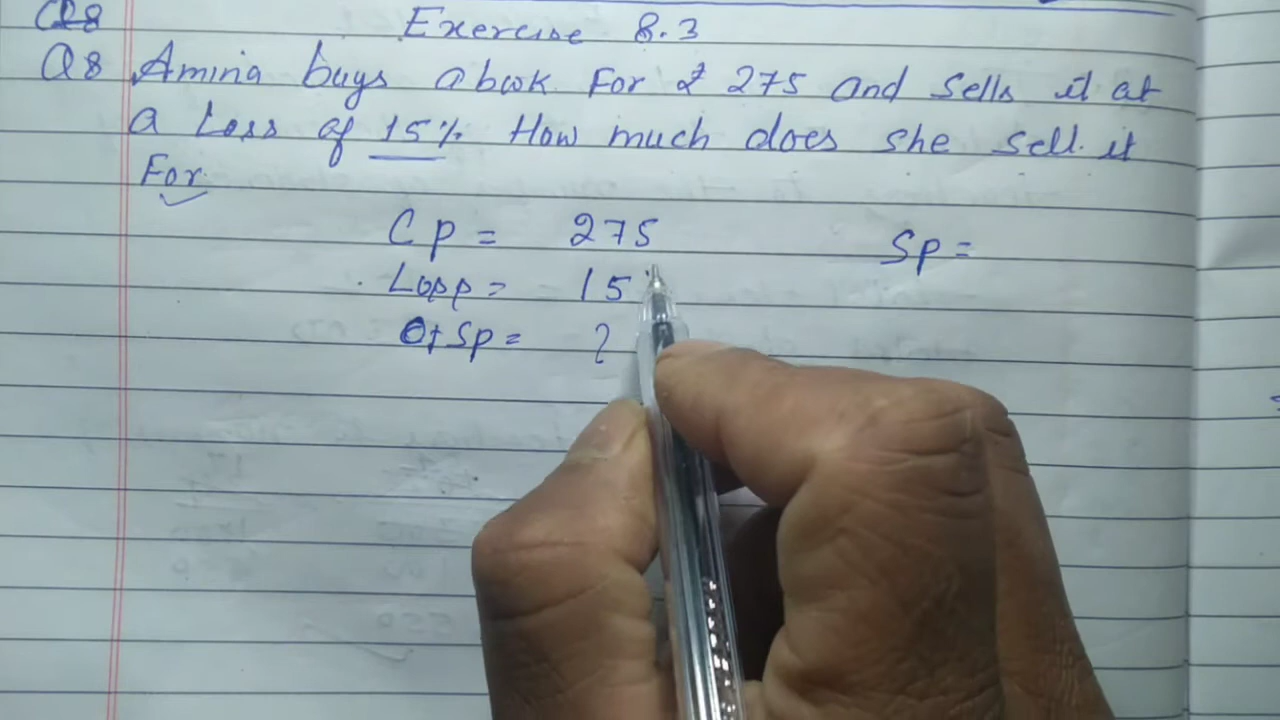 Q8 Exercise 8.3
Q8 Amina buys a book For ₹ 275 and Sells it at
a Loss of 15% How much does she sell it
For
Cp = 275 Sp =
Loss = 15
Sp = ?